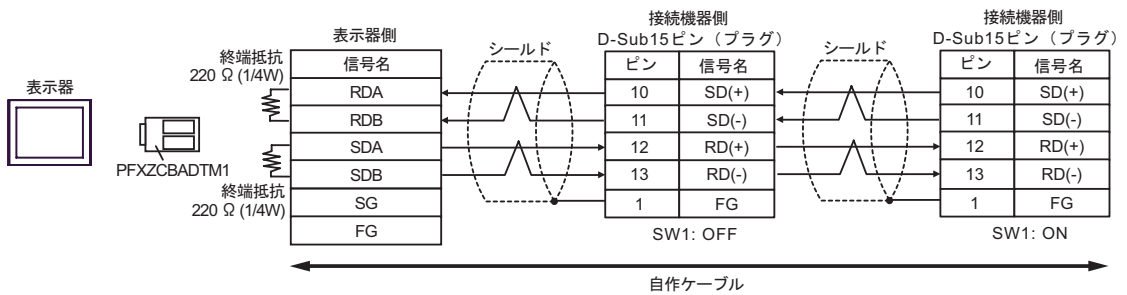 表示器
PFXZCBADTM1
終端抵抗
220 Ω (1/4W)
終端抵抗
220 Ω (1/4W)
表示器側
信号名
RDA
RDB
SDA
SDB
SG
FG
シールド
接続機器側
D-Sub15ピン（プラグ）
ピン 信号名
10 SD(+)
11 SD(-)
12 RD(+)
13 RD(-)
1 FG
SW1: OFF
シールド
接続機器側
D-Sub15ピン（プラグ）
ピン 信号名
10 SD(+)
11 SD(-)
12 RD(+)
13 RD(-)
1 FG
SW1: ON
自作ケーブル